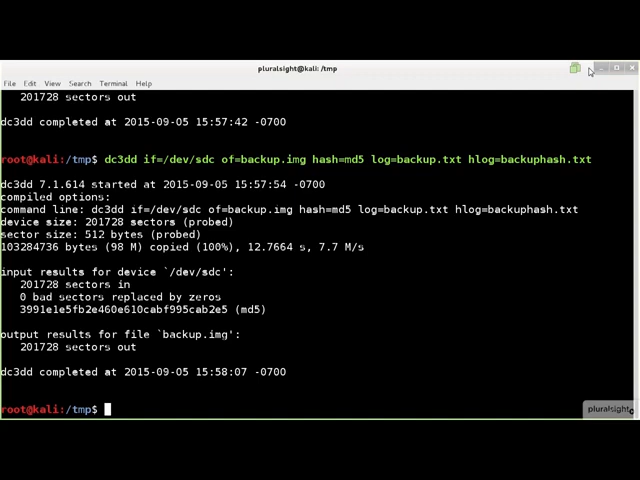 pluralsight@kali: /tmp
File Edit View Search Terminal Help
201728 sectors out
dc3dd completed at 2015-09-05 15:57:42 -0700
root@kali:/tmp$ dc3dd if=/dev/sdc of=backup.img hash=md5 log=backup.txt hlog=backuphash.txt
dc3dd 7.1.614 started at 2015-09-05 15:57:54 -0700
compiled options:
command line: dc3dd if=/dev/sdc of=backup.img hash=md5 log=backup.txt hlog=backuphash.txt
device size: 201728 sectors (probed)
sector size: 512 bytes (probed)
103284736 bytes (98 M) copied (100%), 12.7664 s, 7.7 M/s
input results for device `/dev/sdc':
201728 sectors in
0 bad sectors replaced by zeros
3991e1e5fb2e460e610cabf995cab2e5 (md5)
output results for file `backup.img':
201728 sectors out
dc3dd completed at 2015-09-05 15:58:07 -0700
root@kali:/tmp$
pluralsight